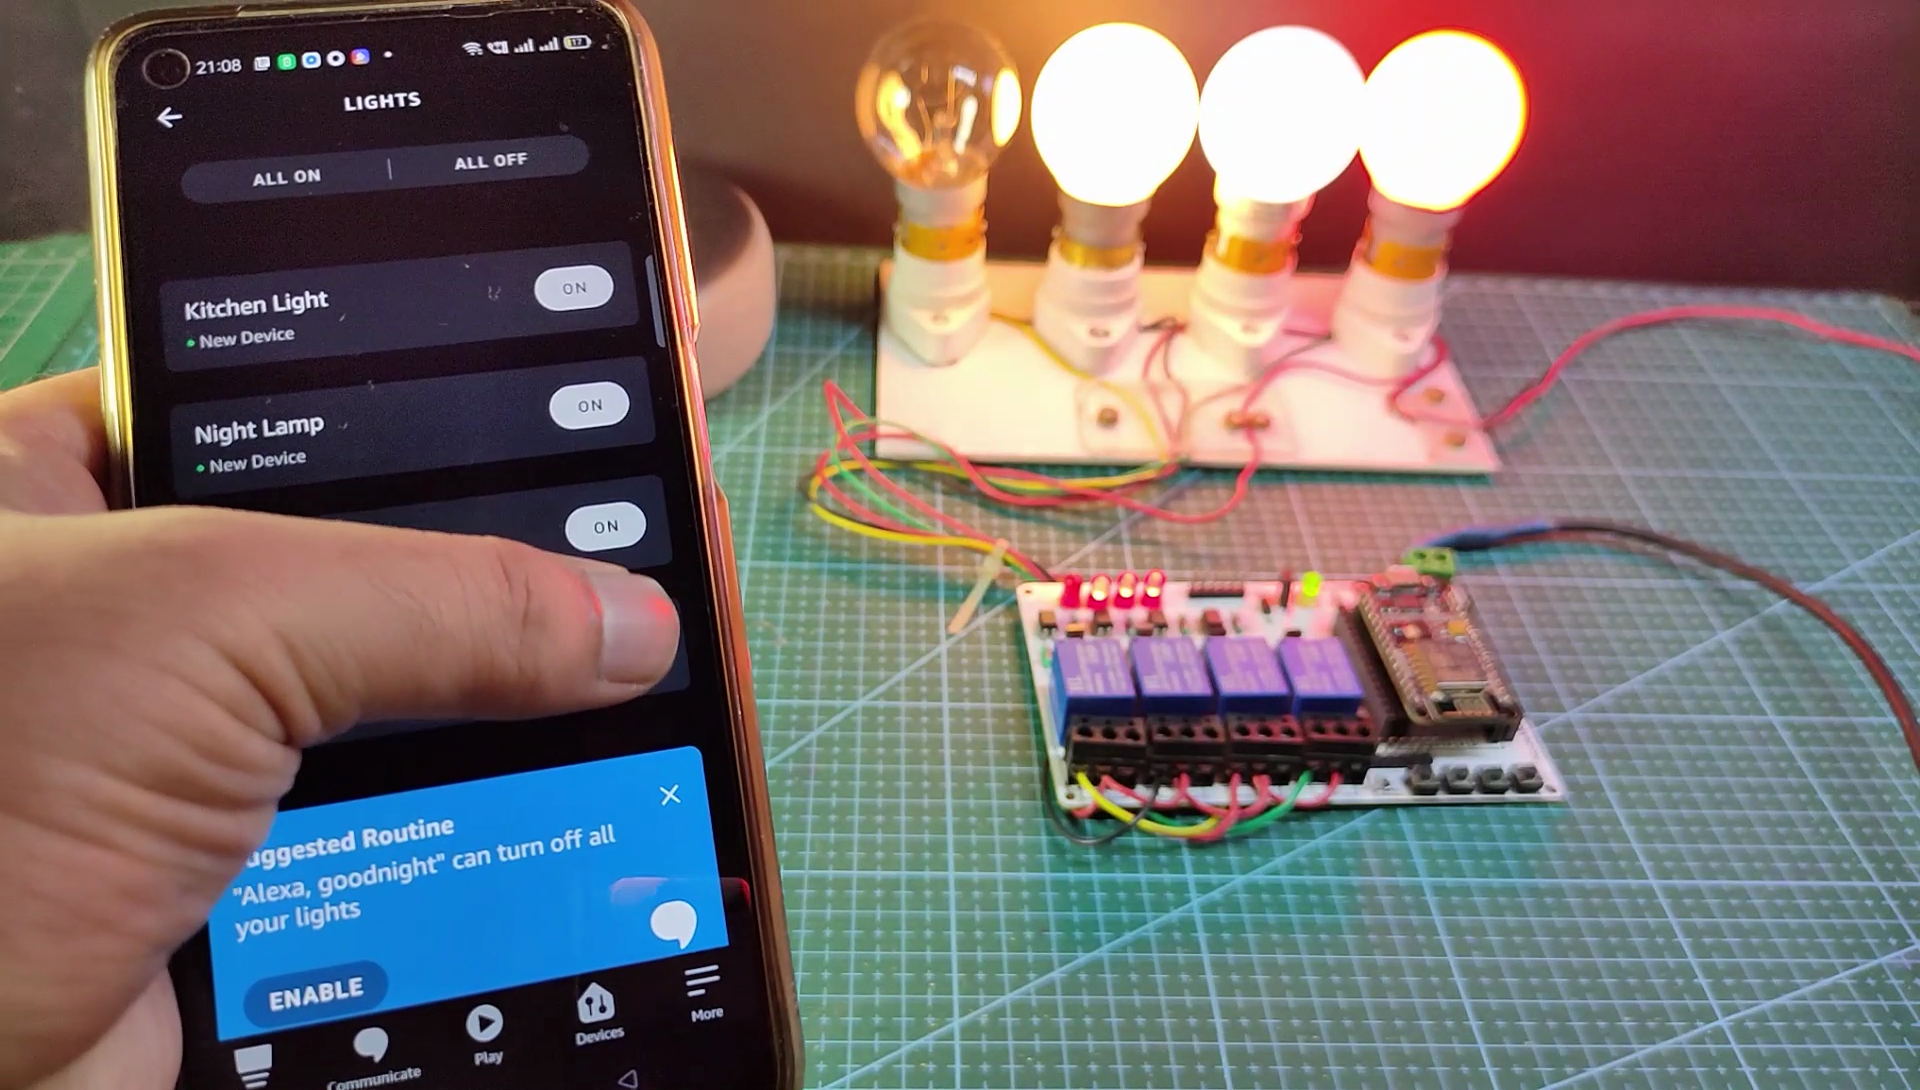 21:08
17
LIGHTS
ALL ON | ALL OFF
Kitchen Light
ON
New Device
Night Lamp
ON
New Device
ON
uggested Routine
"Alexa, goodnight" can turn off all
your lights
ENABLE
Communicate
Play
Devices
More